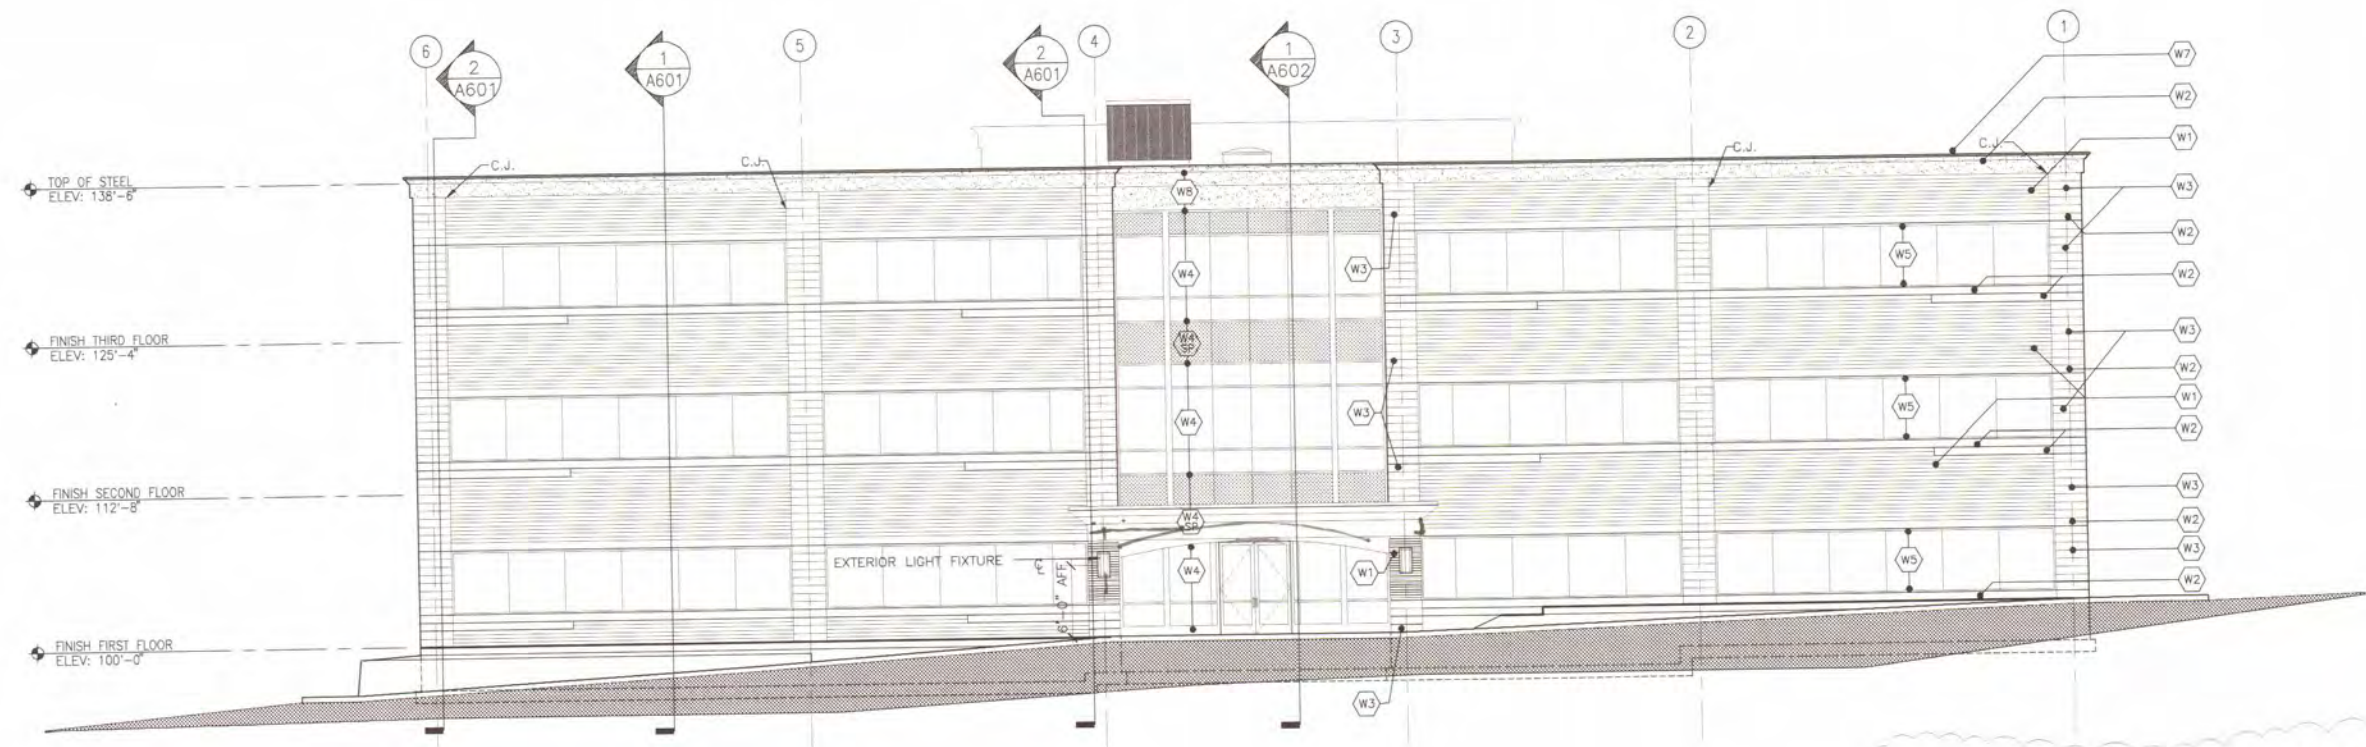 6
2
A601
1
A601
5
2
A601
4
1
A602
3
2
1
W7
W2
W1
W3
W2
W2
W3
W2
W1
W2
W3
W2
W3
W2
C.J.
C.J.
C.J.
C.J.
TOP OF STEEL
ELEV: 138'-6"
W8
W3
W4
W5
FINISH THIRD FLOOR
ELEV: 125'-4"
W4
SP.
W3
W4
W5
FINISH SECOND FLOOR
ELEV: 112'-8"
W4
SP.
EXTERIOR LIGHT FIXTURE
℄
6'-0" AFF
W4
W1
W5
FINISH FIRST FLOOR
ELEV: 100'-0"
W3